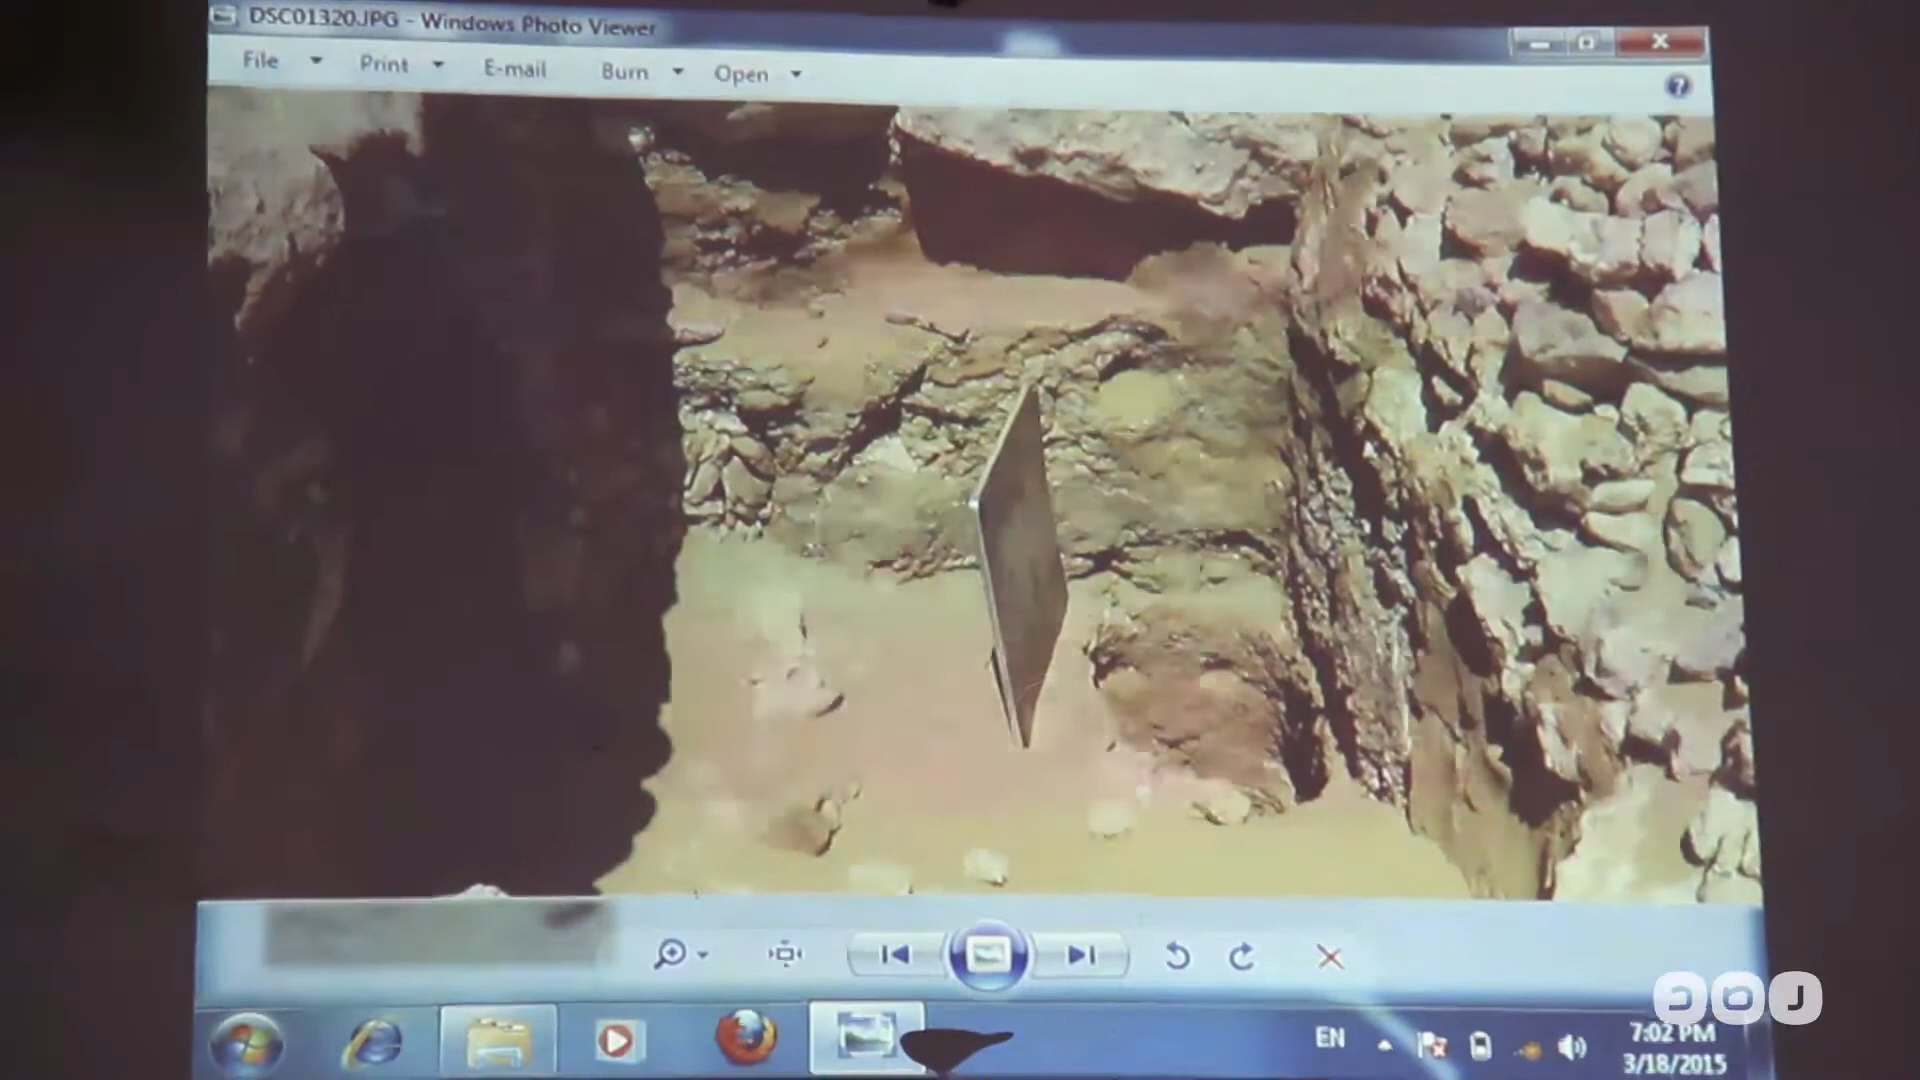 DSC01320.JPG - Windows Photo Viewer
File Print E-mail Burn Open
?
EN
7:02 PM
3/18/2015